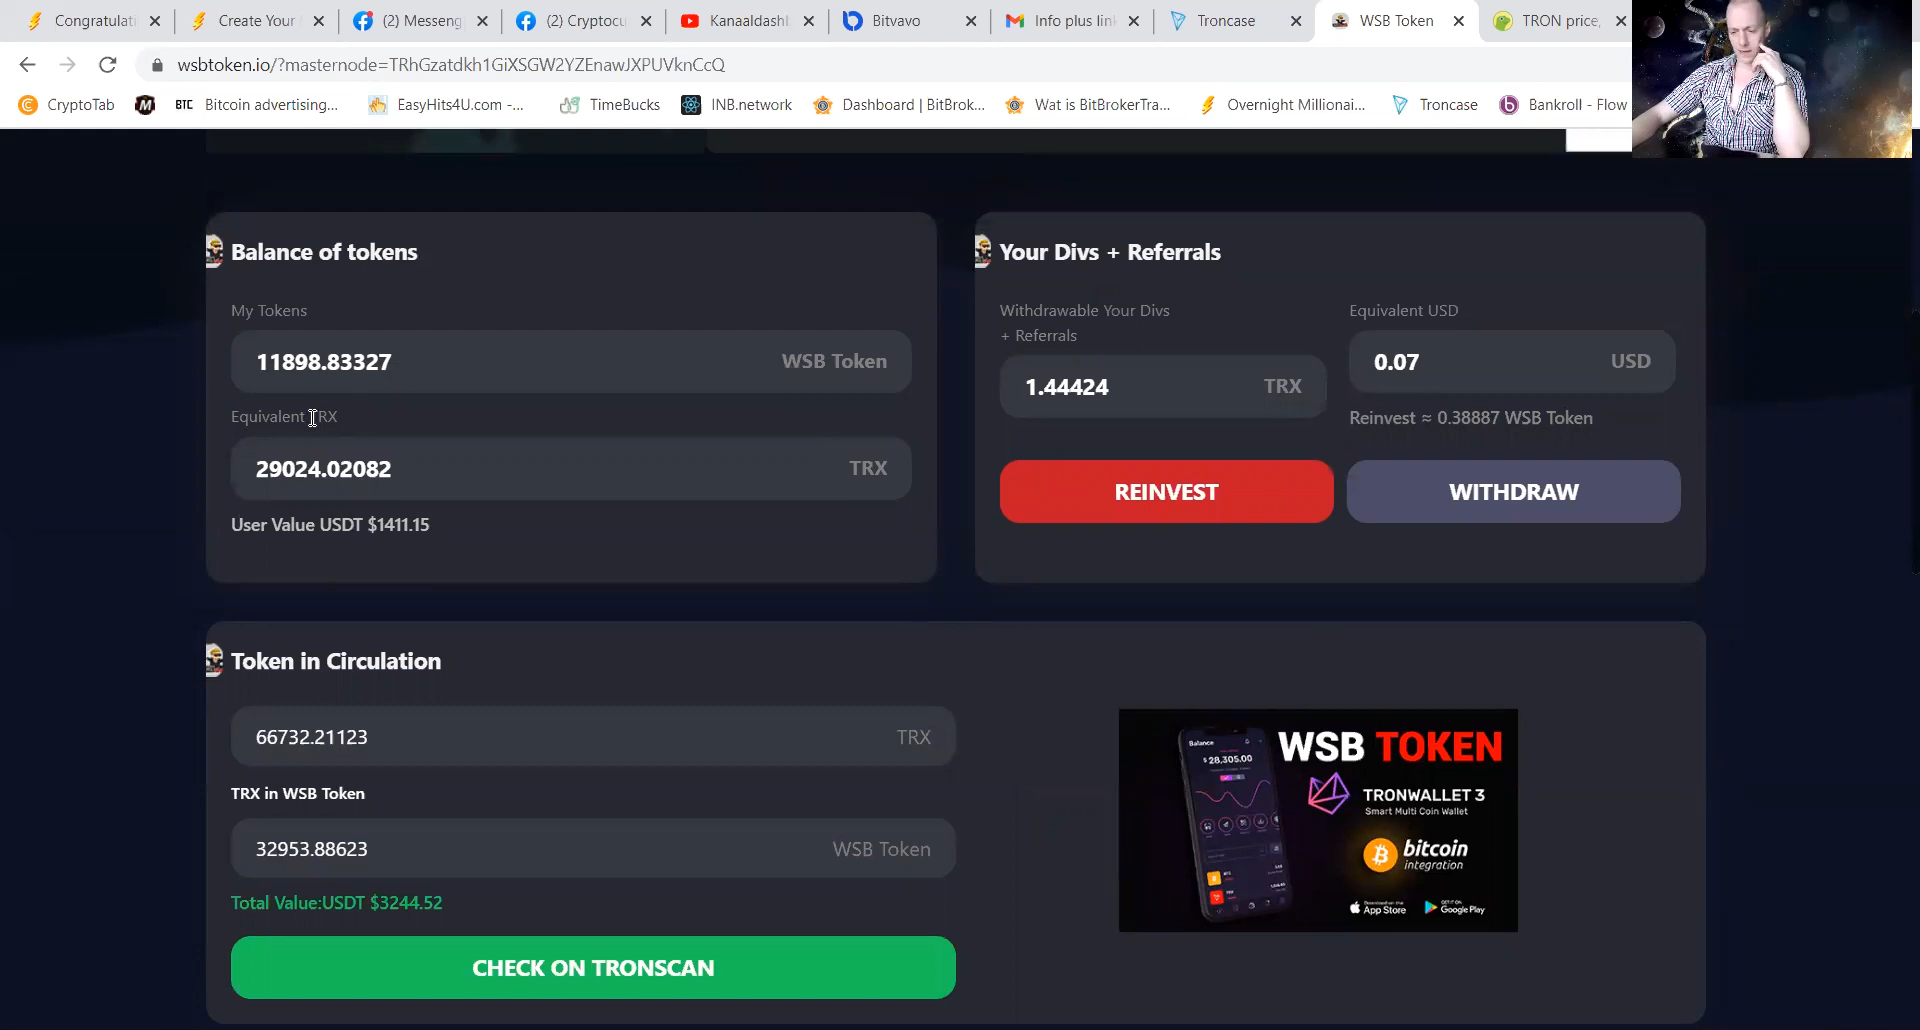 Congratulati
Create Your
(2) Messeng
(2) Cryptocu
Kanaaldashb
Bitvavo
Info plus lin
Troncase
WSB Token
TRON price,
wsbtoken.io/?masternode=TRhGzatdkh1GiXSGW2YZEnawJXPUVknCcQ
CryptoTab
BTC Bitcoin advertising...
EasyHits4U.com -...
TimeBucks
INB.network
Dashboard | BitBrok...
Wat is BitBrokerTra...
Overnight Millionai...
Troncase
Bankroll - Flow
Balance of tokens
My Tokens
11898.83327 WSB Token
Equivalent TRX
29024.02082 TRX
User Value USDT $1411.15
Your Divs + Referrals
Withdrawable Your Divs
+ Referrals
1.44424 TRX
Equivalent USD
0.07 USD
Reinvest ≈ 0.38887 WSB Token
REINVEST
WITHDRAW
Token in Circulation
66732.21123 TRX
TRX in WSB Token
32953.88623 WSB Token
Total Value:USDT $3244.52
CHECK ON TRONSCAN
Balance
$28,305.00
WSB TOKEN
TRONWALLET 3
Smart Multi Coin Wallet
bitcoin
integration
App Store
Google Play